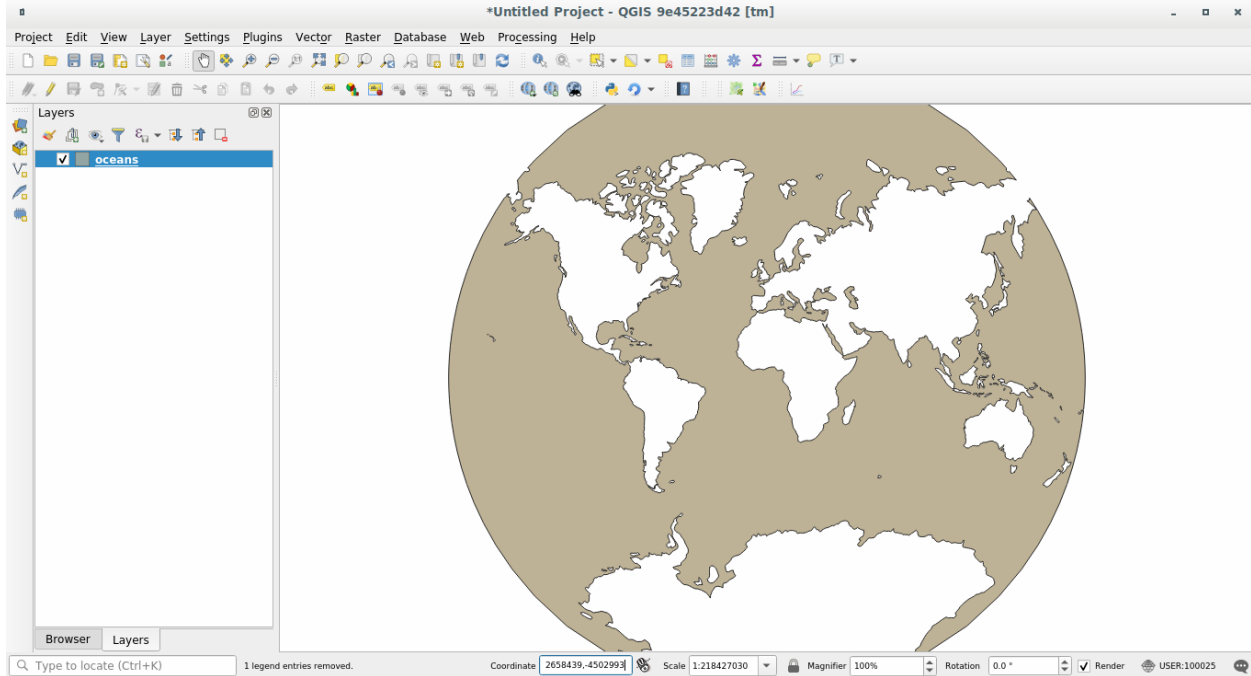 *Untitled Project - QGIS 9e45223d42 [tm]
Project Edit View Layer Settings Plugins Vector Raster Database Web Processing Help
Layers
oceans
Browser Layers
Type to locate (Ctrl+K) 1 legend entries removed. Coordinate 2658439,-4502993 Scale 1:218427030 Magnifier 100% Rotation 0.0 ° Render USER:100025